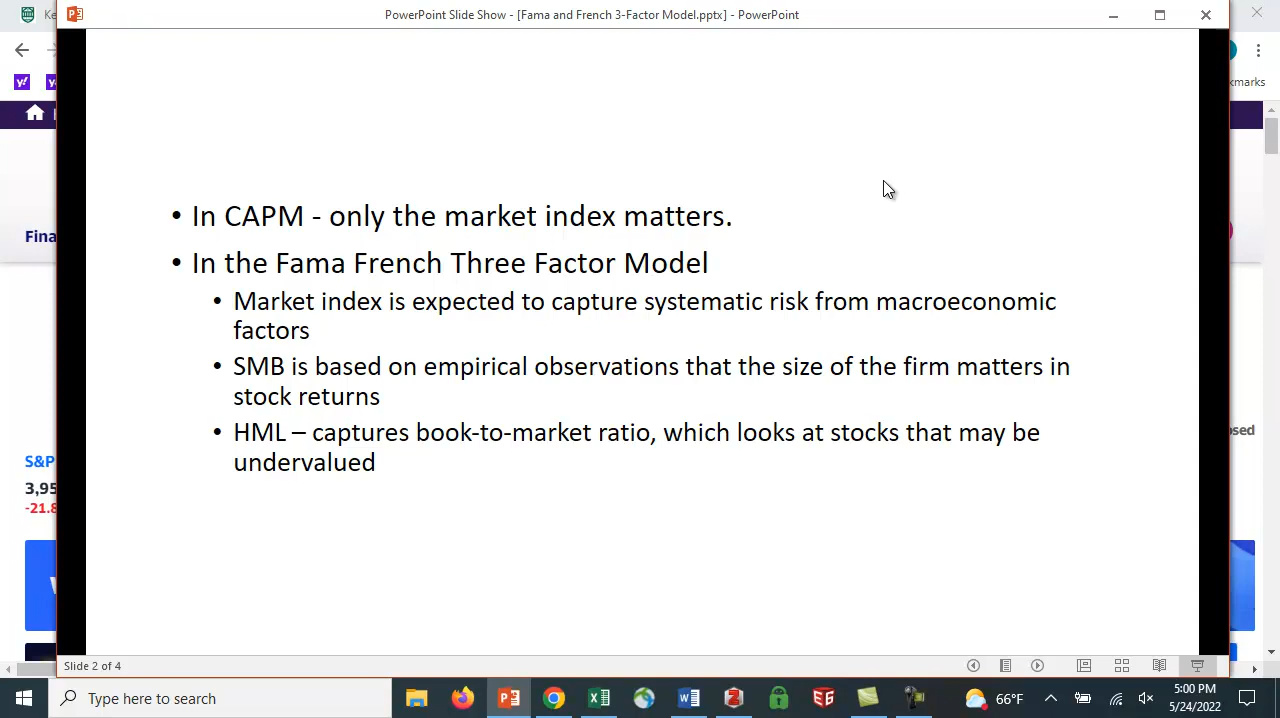 Ke
PowerPoint Slide Show - [Fama and French 3-Factor Model.pptx] - PowerPoint
kmarks
Fina
• In CAPM - only the market index matters.
• In the Fama French Three Factor Model
• Market index is expected to capture systematic risk from macroeconomic
factors
• SMB is based on empirical observations that the size of the firm matters in
stock returns
• HML – captures book-to-market ratio, which looks at stocks that may be
undervalued
osed
S&P
3,95
-21.8
Slide 2 of 4
Type here to search
66°F
5:00 PM
5/24/2022